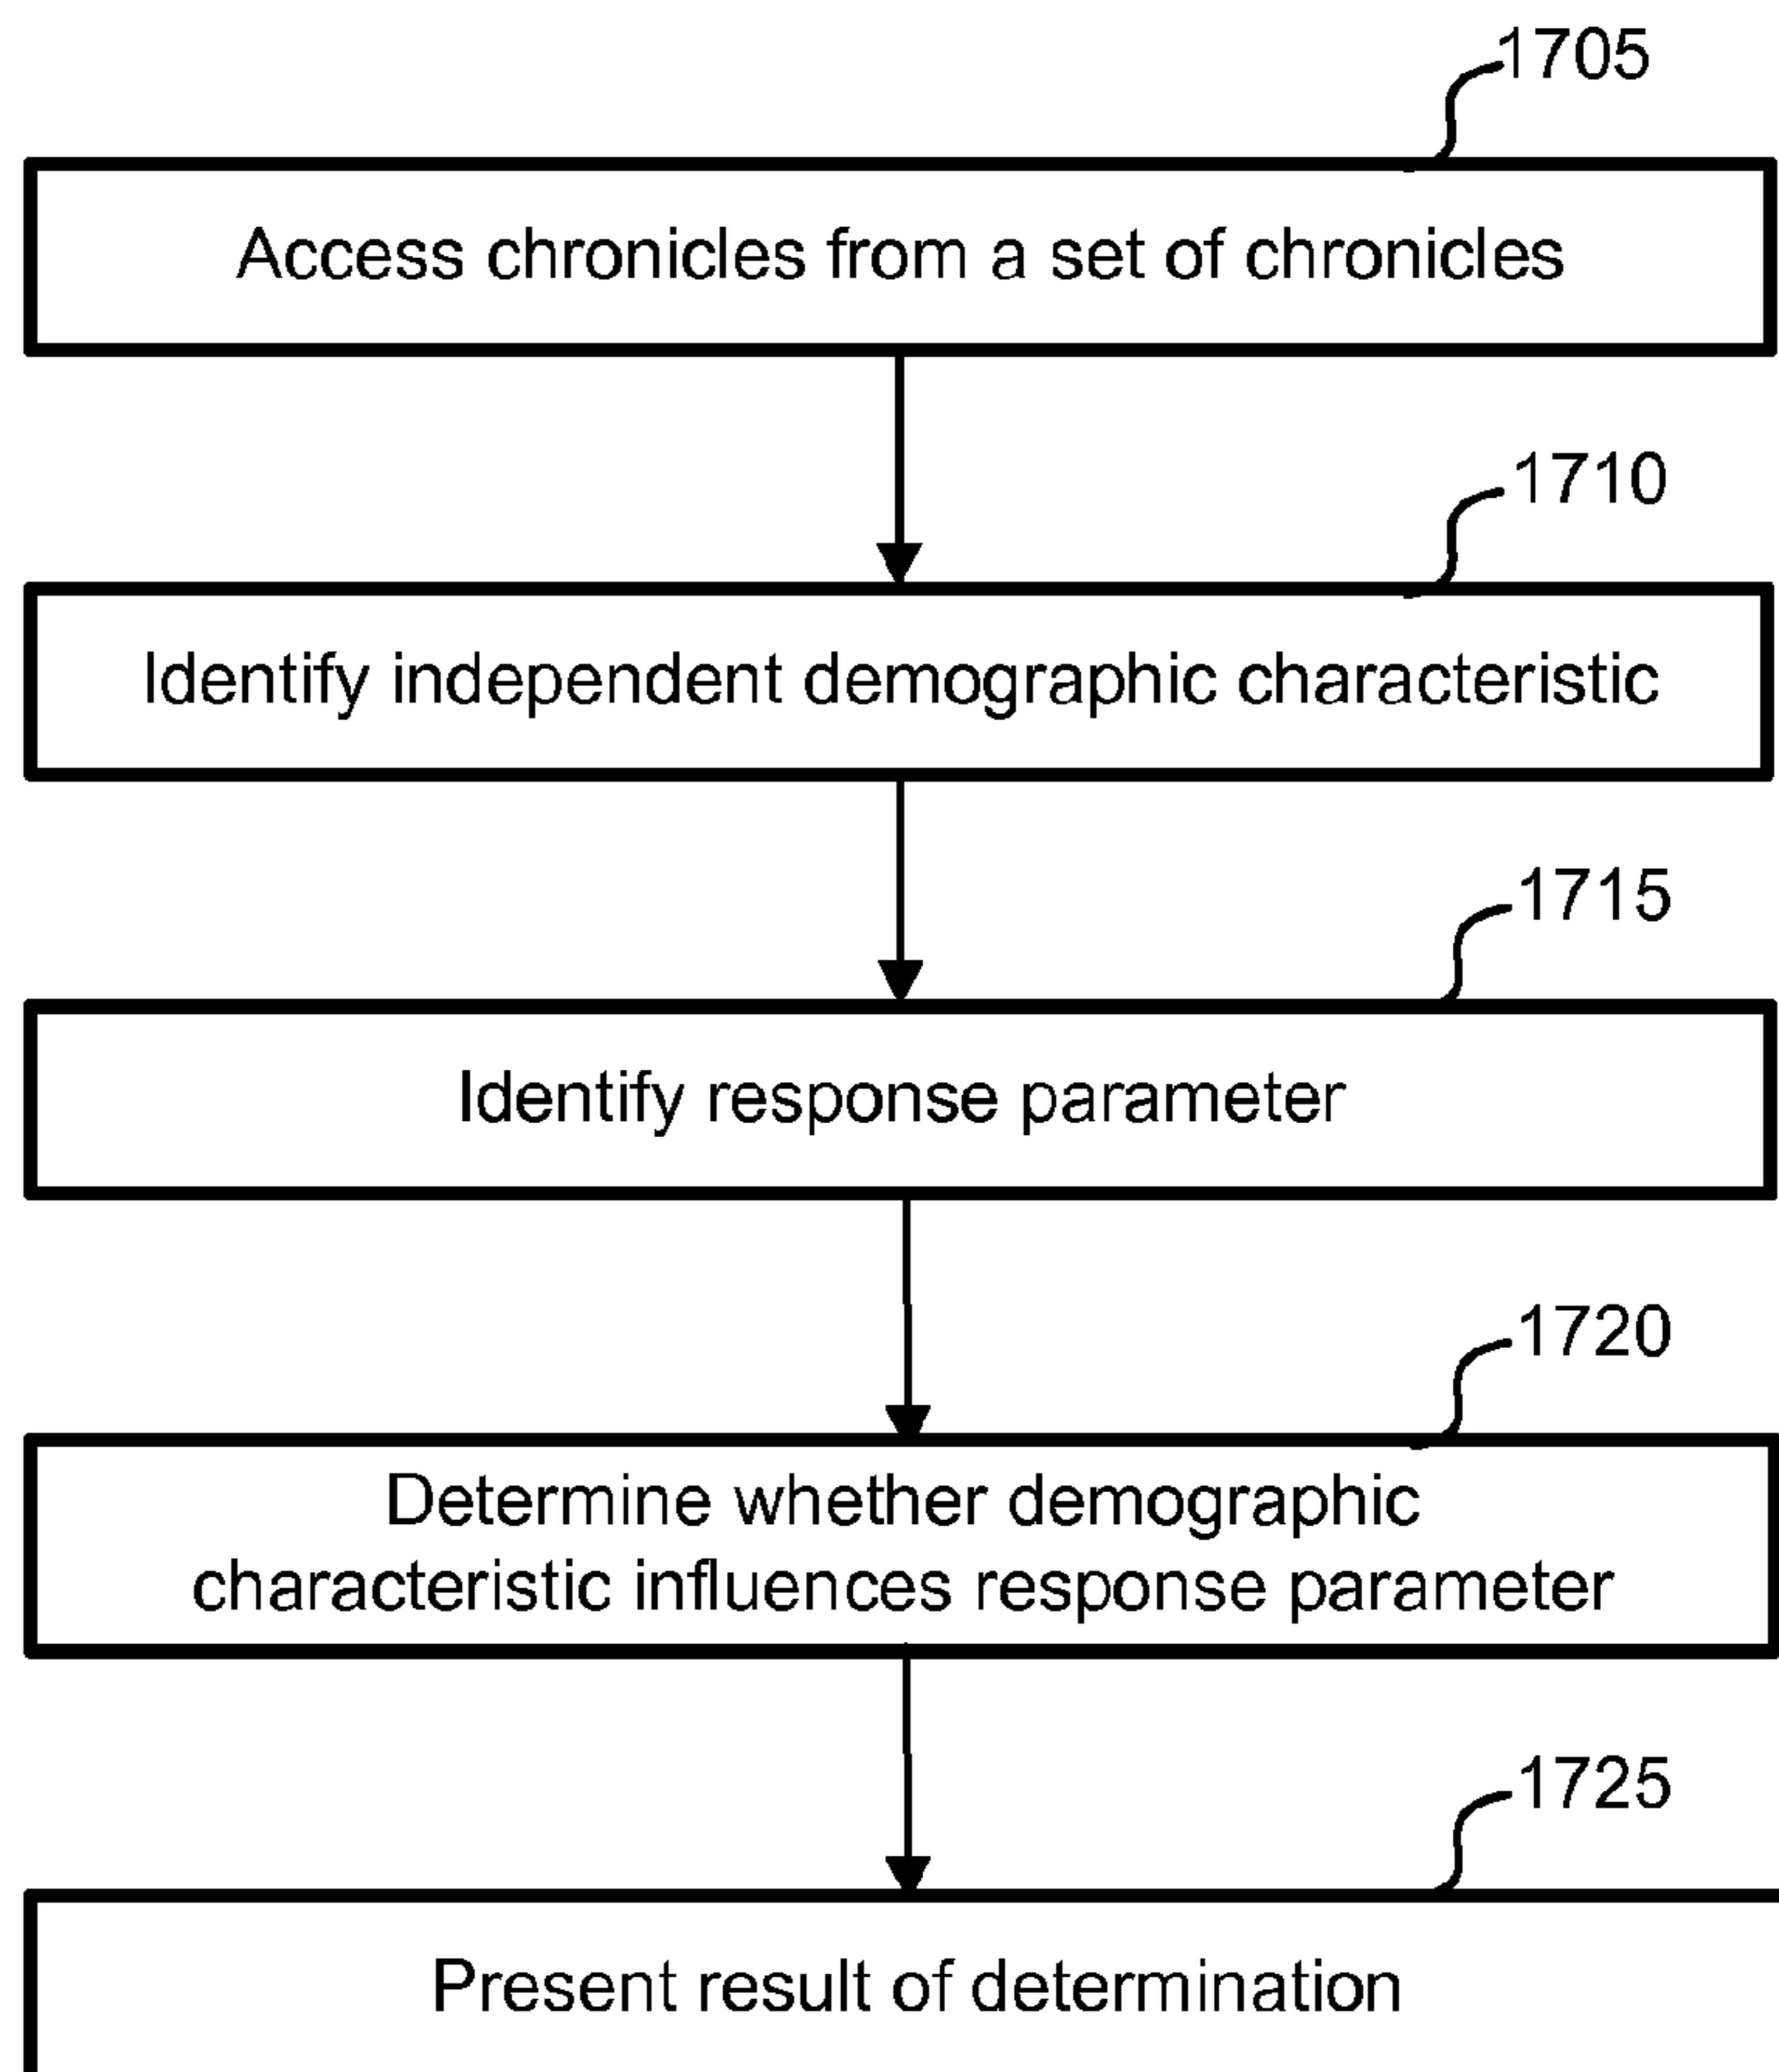 1705
Access chronicles from a set of chronicles
1710
Identify independent demographic characteristic
1715
Identify response parameter
1720
Determine whether demographic
characteristic influences response parameter
1725
Present result of determination